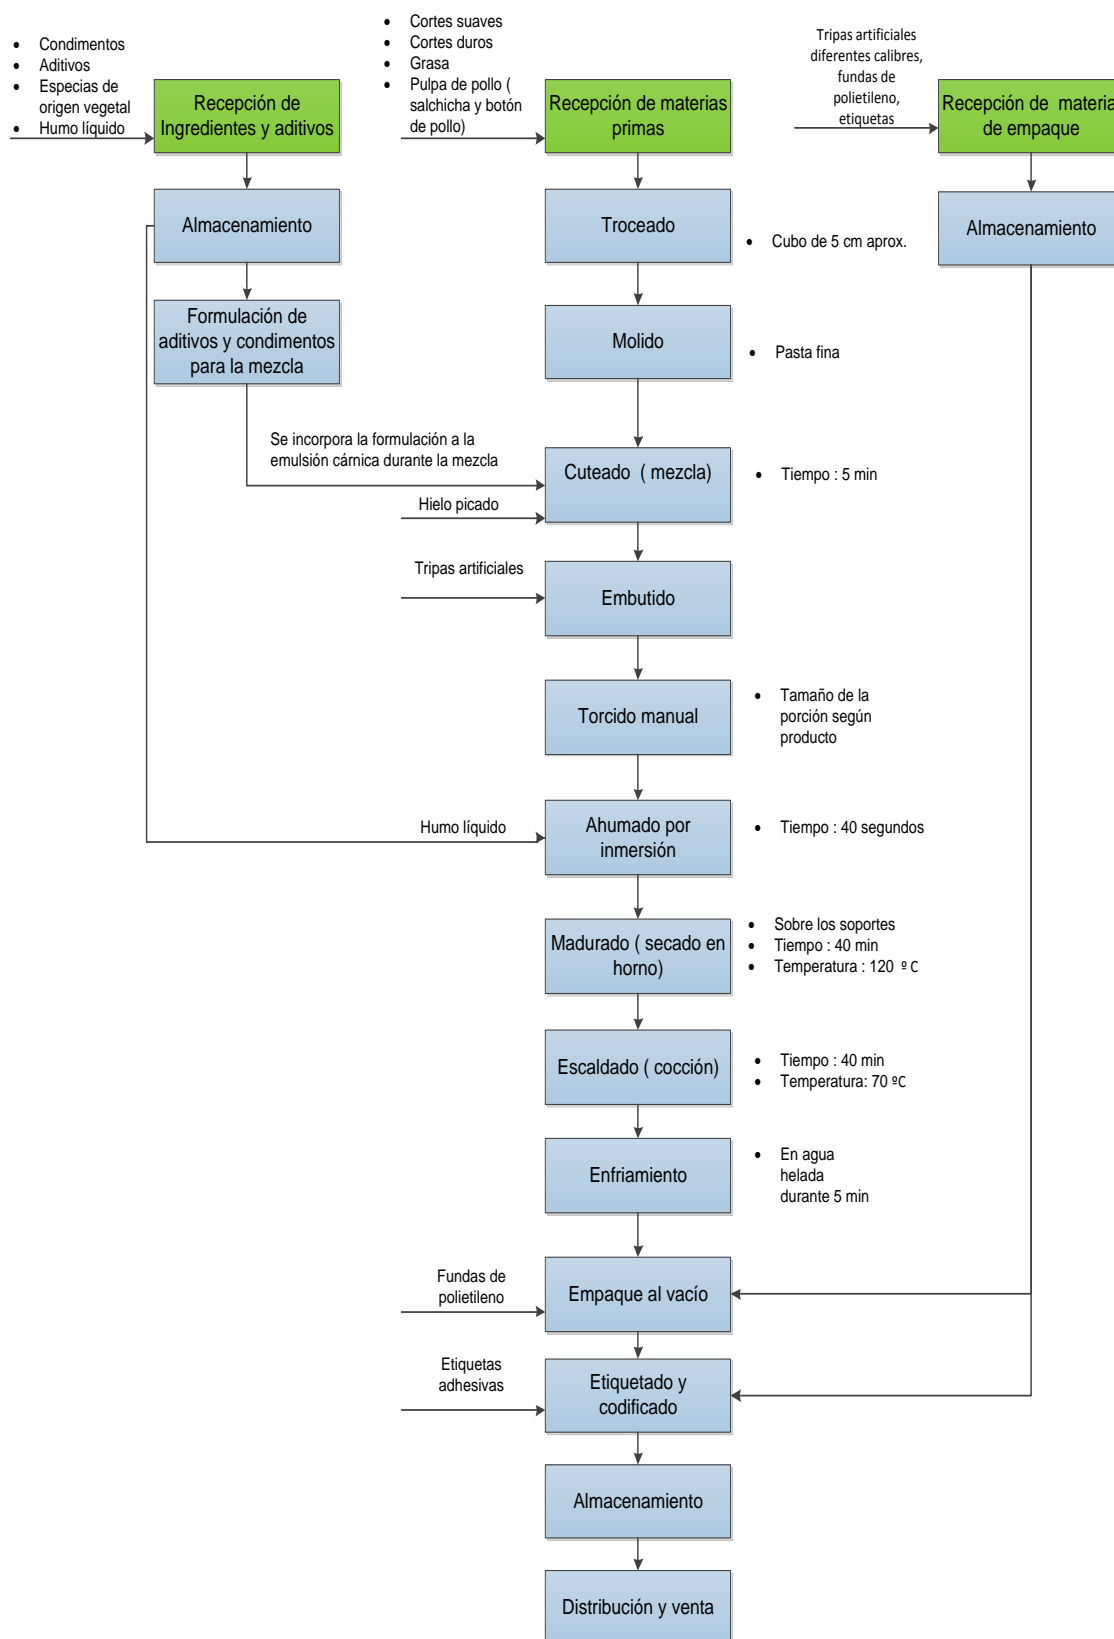 • Condimentos
• Aditivos
• Especias de
origen vegetal
• Humo líquido
Recepción de
Ingredientes y aditivos
• Cortes suaves
• Cortes duros
• Grasa
• Pulpa de pollo (
salchicha y botón
de pollo)
Recepción de materias
primas
Tripas artificiales
diferentes calibres,
fundas de
polietileno,
etiquetas
Recepción de materia
de empaque
Almacenamiento
Troceado
• Cubo de 5 cm aprox.
Almacenamiento
Formulación de
aditivos y condimentos
para la mezcla
Molido
• Pasta fina
Se incorpora la formulación a la
emulsión cárnica durante la mezcla
Cuteado ( mezcla)
• Tiempo : 5 min
Hielo picado
Tripas artificiales
Embutido
Torcido manual
• Tamaño de la
porción según
producto
Humo líquido
Ahumado por
inmersión
• Tiempo : 40 segundos
Madurado ( secado en
horno)
• Sobre los soportes
• Tiempo : 40 min
• Temperatura : 120 º C
Escaldado ( cocción)
• Tiempo : 40 min
• Temperatura: 70 ºC
Enfriamiento
• En agua
helada
durante 5 min
Fundas de
polietileno
Empaque al vacío
Etiquetas
adhesivas
Etiquetado y
codificado
Almacenamiento
Distribución y venta